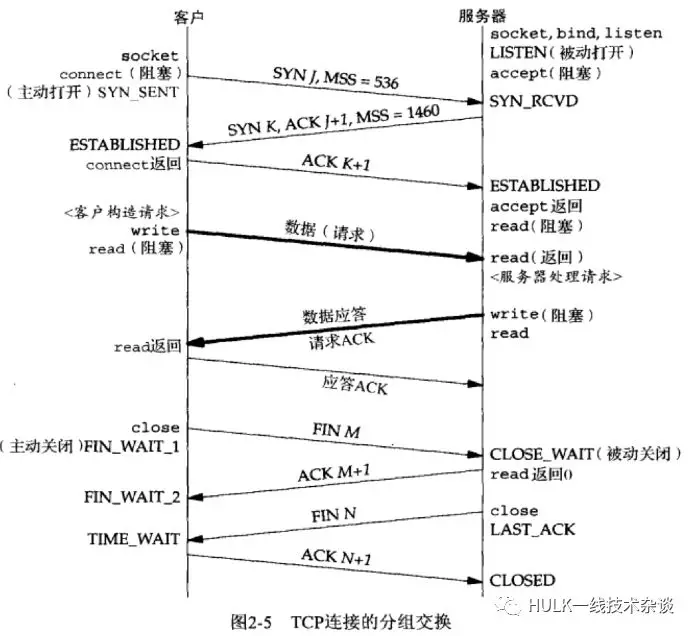 客户
服务器
socket, bind, listen
socket
LISTEN(被动打开)
connect(阻塞)
accept(阻塞)
(主动打开) SYN_SENT
SYN J, MSS = 536
SYN_RCVD
SYN K, ACK J+1, MSS = 1460
ESTABLISHED
connect返回
ACK K+1
ESTABLISHED
accept返回
<客户构造请求>
read(阻塞)
write
数据(请求)
read(阻塞)
read(返回)
<服务器处理请求>
数据应答
write(阻塞)
请求ACK
read
read返回
应答ACK
close
FIN M
(主动关闭)FIN_WAIT_1
CLOSE_WAIT(被动关闭)
ACK M+1
read返回0
FIN_WAIT_2
close
FIN N
LAST_ACK
TIME_WAIT
ACK N+1
CLOSED
HULK一线技术杂谈
图2-5 TCP连接的分组交换